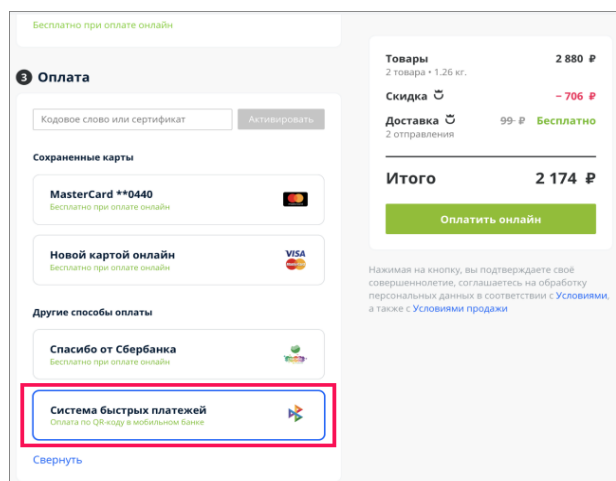 Бесплатно при оплате онлайн
3 Оплата
Кодовое слово или сертификат
Активировать
Сохраненные карты
MasterCard **0440
Бесплатно при оплате онлайн
Новой картой онлайн
VISA
Бесплатно при оплате онлайн
Другие способы оплаты
Спасибо от Сбербанка
Бесплатно при оплате онлайн
Система быстрых платежей
Оплата по QR-коду в мобильном банке
Свернуть
Товары 2 880 ₽
2 товара • 1.26 кг.
Скидка – 706 ₽
Доставка 99 ₽ Бесплатно
2 отправления
Итого 2 174 ₽
Оплатить онлайн
Нажимая на кнопку, вы подтверждаете своё
совершеннолетие, соглашаетесь на обработку
персональных данных в соответствии с Условиями,
а также с Условиями продажи